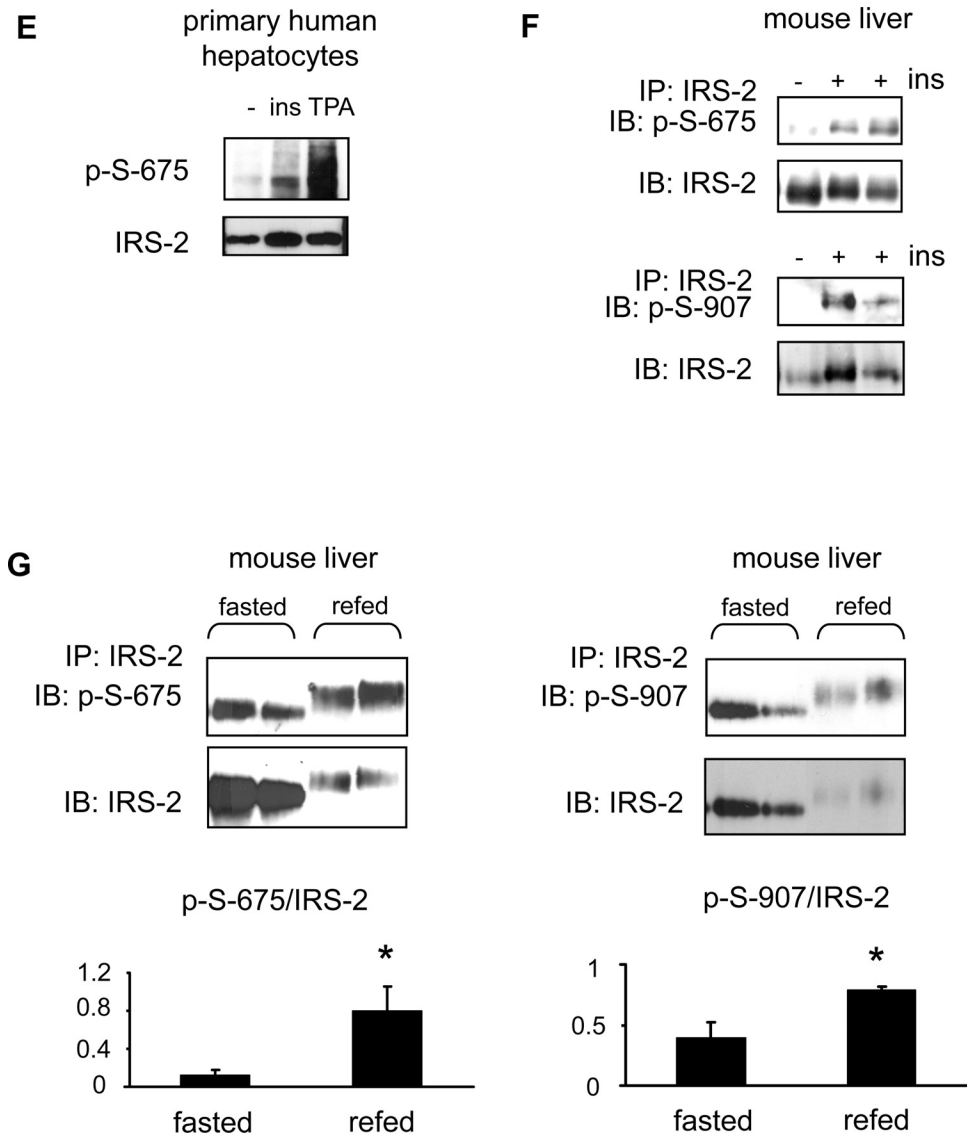 E
primary human
hepatocytes
- ins TPA
p-S-675
IRS-2
F
mouse liver
- + + ins
IP: IRS-2
IB: p-S-675
IB: IRS-2
- + + ins
IP: IRS-2
IB: p-S-907
IB: IRS-2
G
mouse liver
fasted refed
IP: IRS-2
IB: p-S-675
IB: IRS-2
p-S-675/IRS-2
*
1.2
0.8
0.4
0
fasted refed
mouse liver
fasted refed
IP: IRS-2
IB: p-S-907
IB: IRS-2
p-S-907/IRS-2
*
1
0.5
0
fasted refed